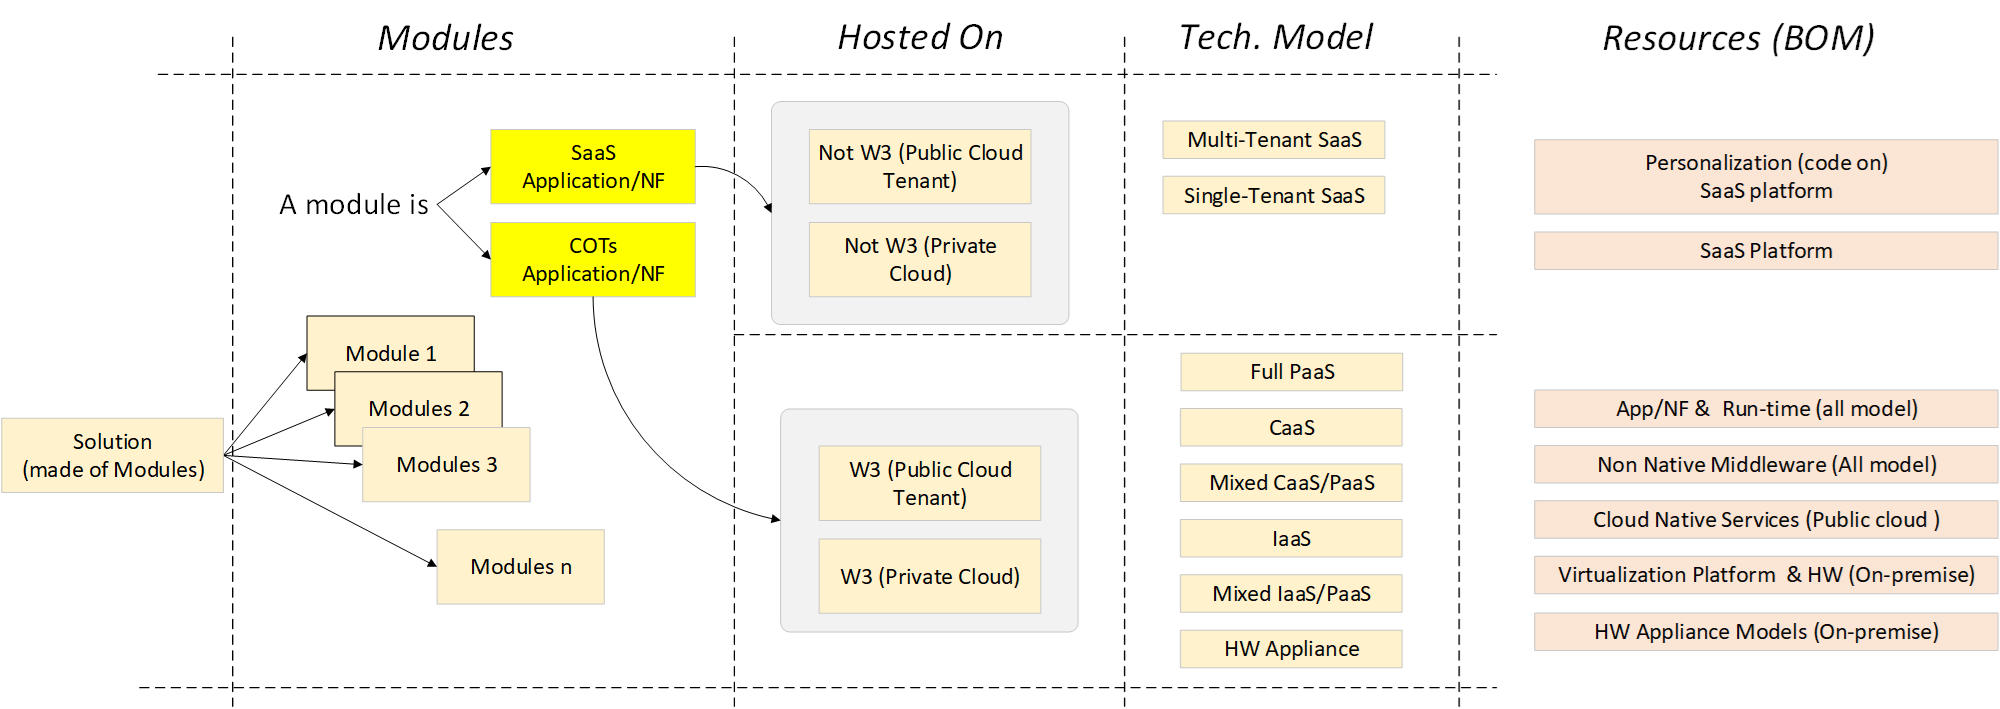 Modules
Hosted On
Tech. Model
Resources (BOM)
A module is
SaaS
Application/NF
COTs
Application/NF
Not W3 (Public Cloud
Tenant)
Not W3 (Private
Cloud)
Multi-Tenant SaaS
Single-Tenant SaaS
Personalization (code on)
SaaS platform
SaaS Platform
Solution
(made of Modules)
Module 1
Modules 2
Modules 3
Modules n
W3 (Public Cloud
Tenant)
W3 (Private Cloud)
Full PaaS
CaaS
Mixed CaaS/PaaS
IaaS
Mixed IaaS/PaaS
HW Appliance
App/NF & Run-time (all model)
Non Native Middleware (All model)
Cloud Native Services (Public cloud )
Virtualization Platform & HW (On-premise)
HW Appliance Models (On-premise)